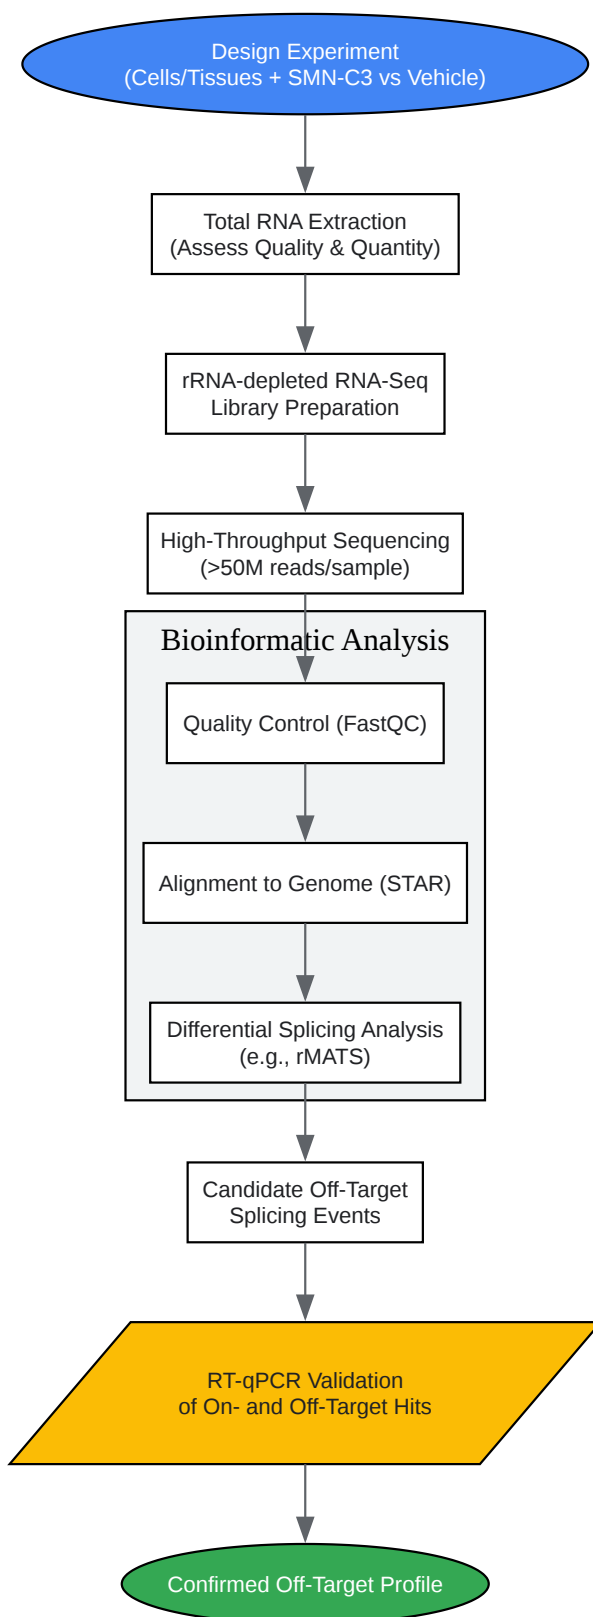 Design Experiment
(Cells/Tissues + SMN-C3 vs Vehicle)
Total RNA Extraction
(Assess Quality & Quantity)
rRNA-depleted RNA-Seq
Library Preparation
High-Throughput Sequencing
(>50M reads/sample)
Bioinformatic Analysis
Quality Control (FastQC)
Alignment to Genome (STAR)
Differential Splicing Analysis
(e.g., rMATS)
Candidate Off-Target
Splicing Events
RT-qPCR Validation
of On- and Off-Target Hits
Confirmed Off-Target Profile